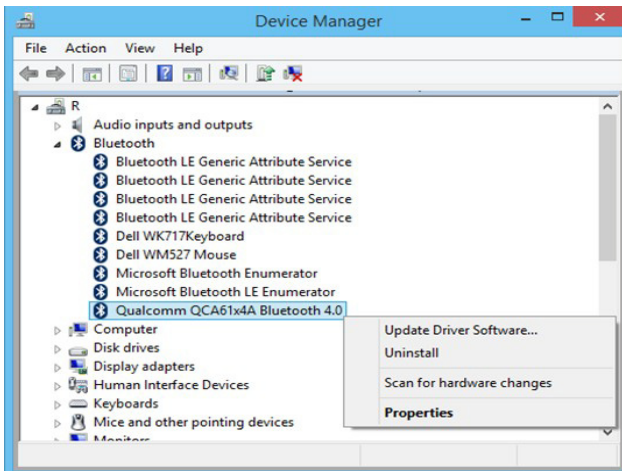 Device Manager
File Action View Help
R
Audio inputs and outputs
Bluetooth
Bluetooth LE Generic Attribute Service
Bluetooth LE Generic Attribute Service
Bluetooth LE Generic Attribute Service
Bluetooth LE Generic Attribute Service
Dell WK717Keyboard
Dell WM527 Mouse
Microsoft Bluetooth Enumerator
Microsoft Bluetooth LE Enumerator
Qualcomm QCA61x4A Bluetooth 4.0
Computer
Disk drives
Display adapters
Human Interface Devices
Keyboards
Mice and other pointing devices
Monitors
Update Driver Software...
Uninstall
Scan for hardware changes
Properties